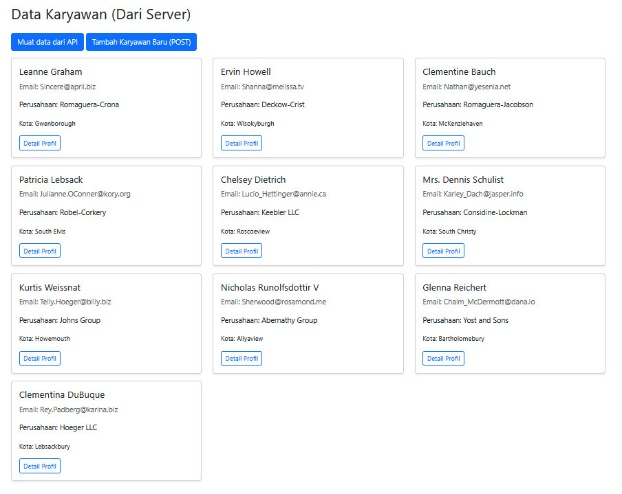 Data Karyawan (Dari Server)
Muat data dari API
Tambah Karyawan Baru (POST)
Leanne Graham
Email: Sincere@april.biz
Perusahaan: Romaguera-Crona
Kota: Gwenborough
Detail Profil
Ervin Howell
Email: Shanna@melissa.tv
Perusahaan: Deckow-Crist
Kota: Wisokyburgh
Detail Profil
Clementine Bauch
Email: Nathan@yesenia.net
Perusahaan: Romaguera-Jacobson
Kota: McKenziehaven
Detail Profil
Patricia Lebsack
Email: Julianne.OConner@kory.org
Perusahaan: Robel-Corkery
Kota: South Elvis
Detail Profil
Chelsey Dietrich
Email: Lucio_Hettinger@annie.ca
Perusahaan: Keebler LLC
Kota: Roscoeview
Detail Profil
Mrs. Dennis Schulist
Email: Karley_Dach@jasper.info
Perusahaan: Considine-Lockman
Kota: South Christy
Detail Profil
Kurtis Weissnat
Email: Telly.Hoeger@billy.biz
Perusahaan: Johns Group
Kota: Howemouth
Detail Profil
Nicholas Runolfsdottir V
Email: Sherwood@rosamond.me
Perusahaan: Abernathy Group
Kota: Aliyaview
Detail Profil
Glenna Reichert
Email: Chaim_McDermott@dana.io
Perusahaan: Yost and Sons
Kota: Bartholomebury
Detail Profil
Clementina DuBuque
Email: Rey.Padberg@karina.biz
Perusahaan: Hoeger LLC
Kota: Lebsackbury
Detail Profil